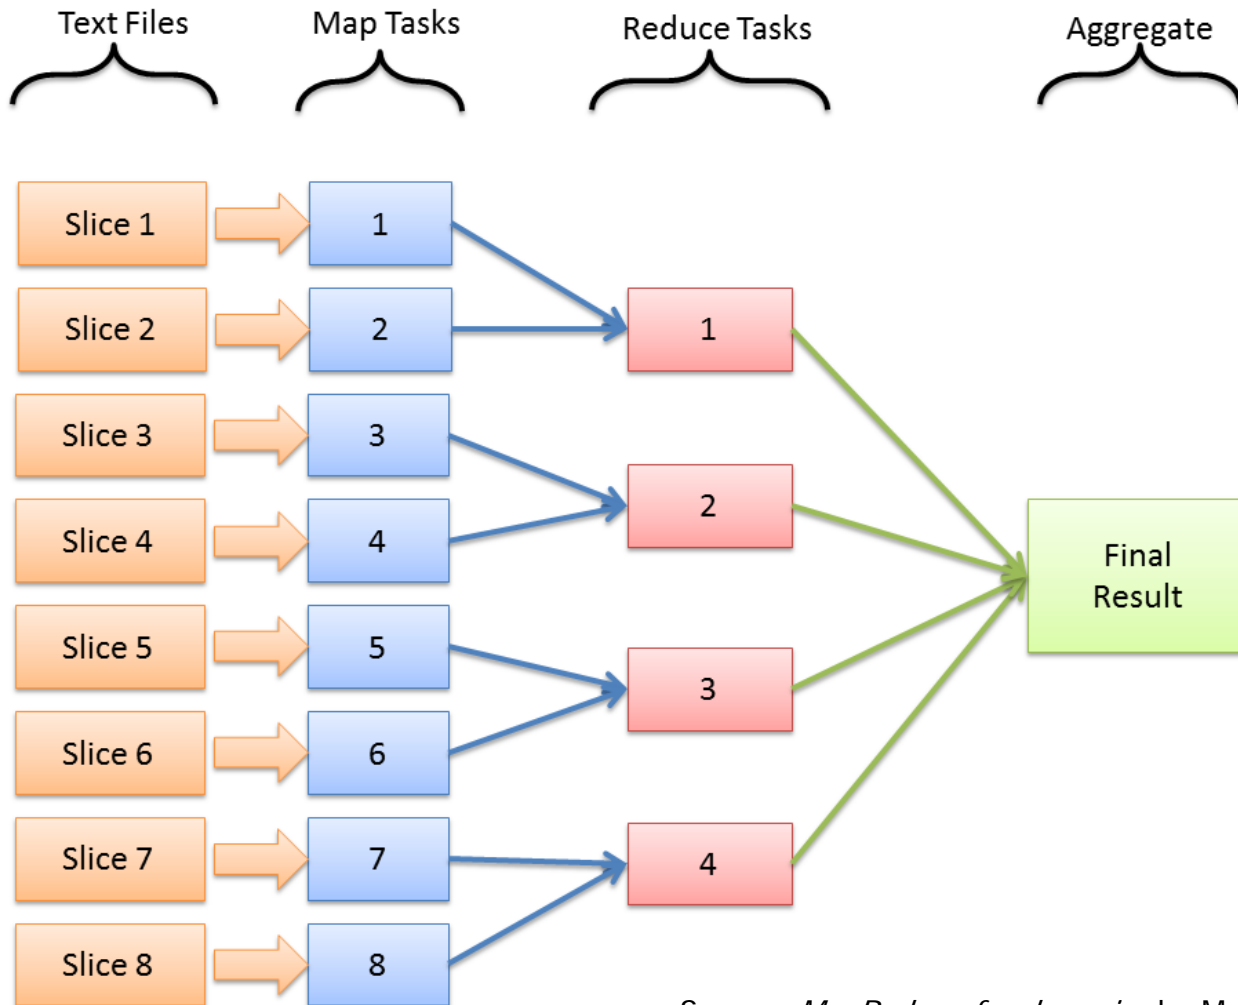 Text Files
Map Tasks
Reduce Tasks
Aggregate
Slice 1
1
Slice 2
2
1
Slice 3
3
2
Slice 4
4
Final
Result
Slice 5
5
3
Slice 6
6
Slice 7
7
4
Slice 8
8